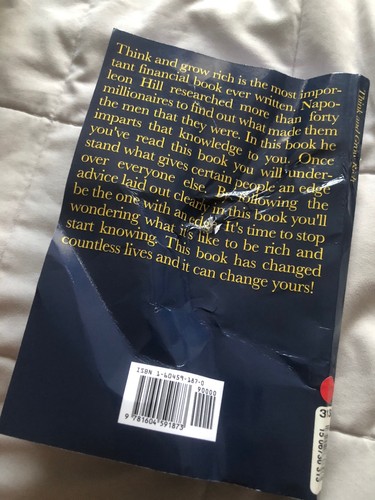 Think and grow rich is the most impor-
tant financial book ever written. Napo-
leon Hill researched more than forty
millionaires to find out what made them
the men that they were. In this book he
imparts that knowledge to you. Once
you've read this book you will under-
stand what gives certain people an edge
over everyone else. By following the
advice laid out clearly in this book you'll
be the one with an edge. It's time to stop
wondering what it's like to be rich and
start knowing. This book has changed
countless lives and it can change yours!
Think and Grow Rich
ISBN 1-60459-187-0
90000
9 781604 591873